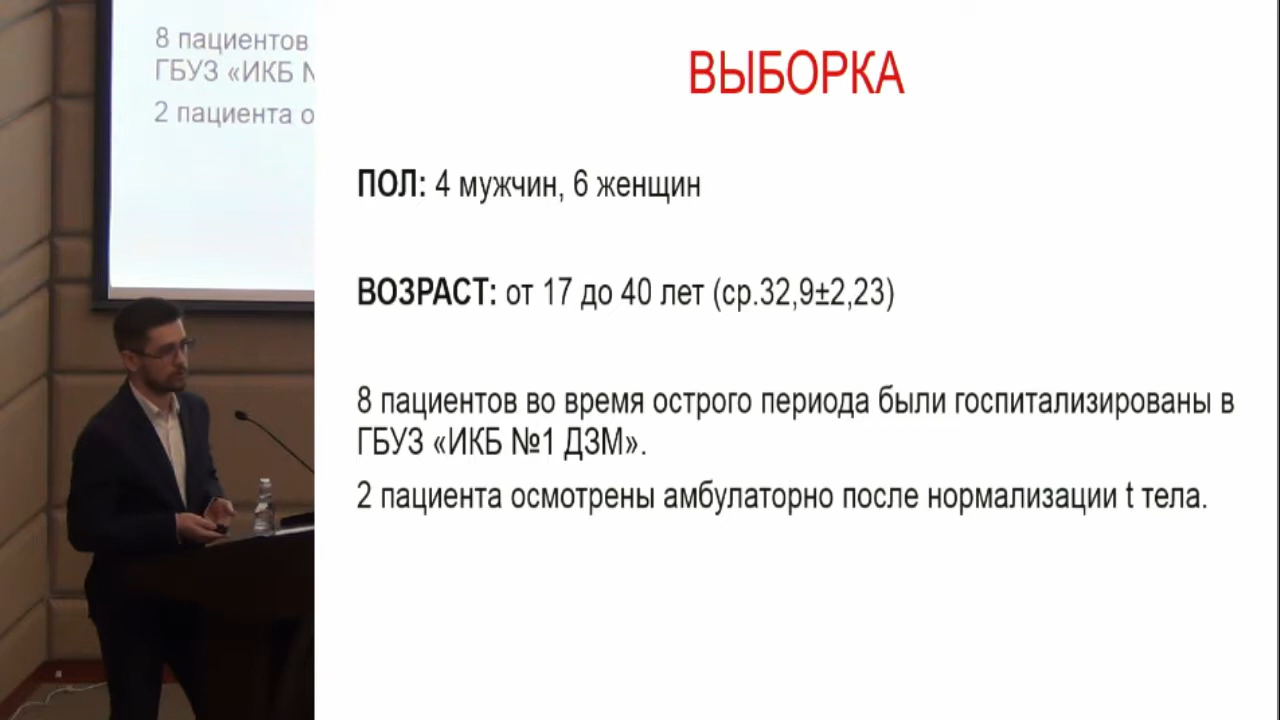 8 пациентов
ГБУЗ «ИКБ
2 пациента
ВЫБОРКА
ПОЛ: 4 мужчин, 6 женщин
ВОЗРАСТ: от 17 до 40 лет (ср.32,9±2,23)
8 пациентов во время острого периода были госпитализированы в
ГБУЗ «ИКБ №1 ДЗМ».
2 пациента осмотрены амбулаторно после нормализации t тела.